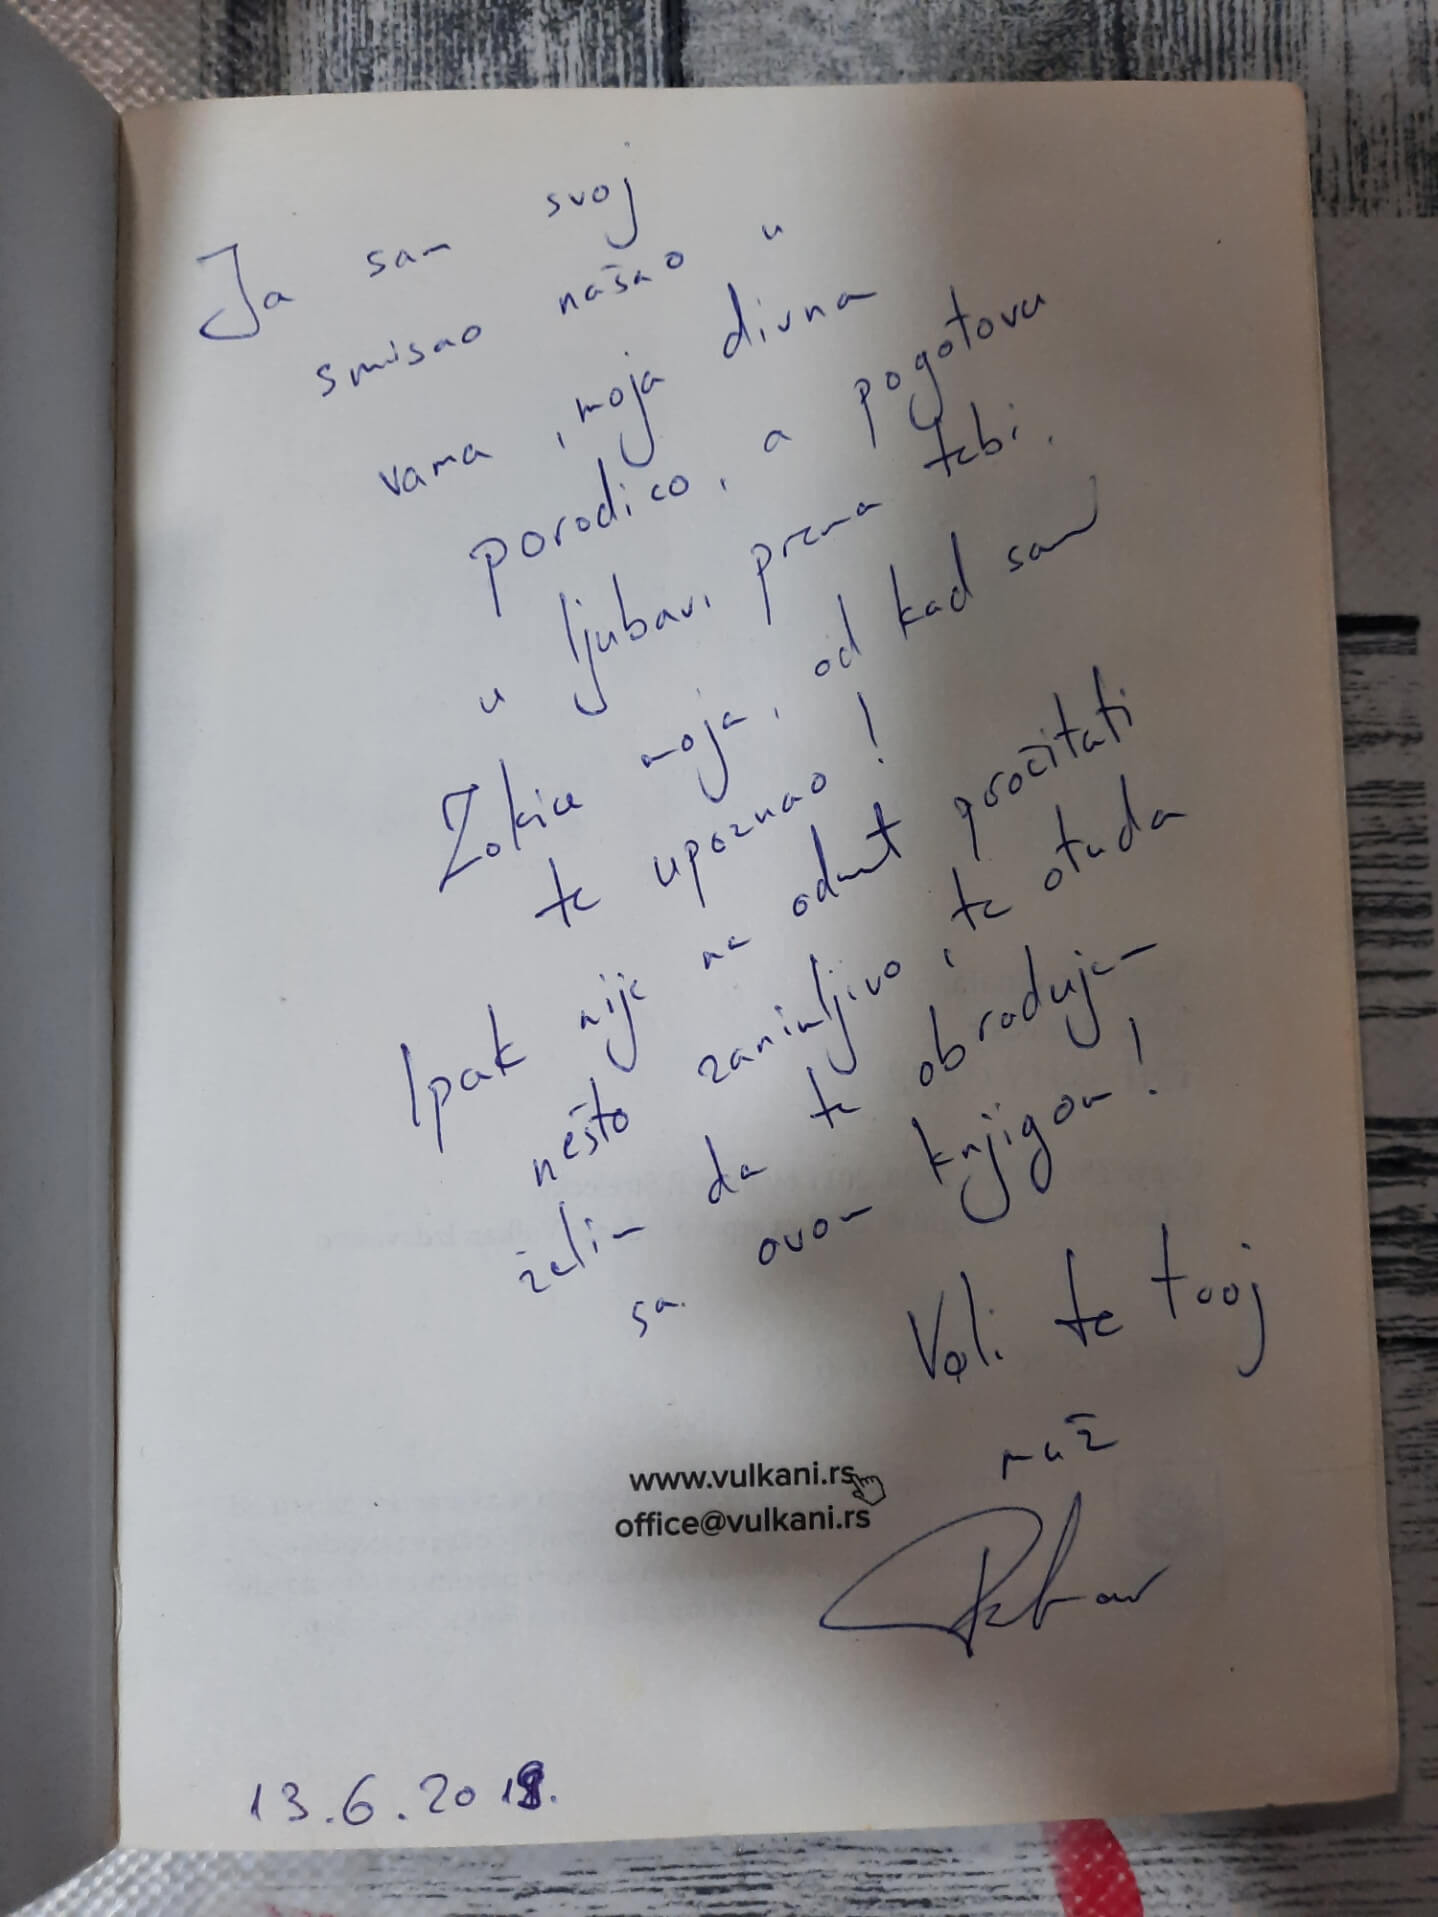 Ja sam svoj
smisao našao u
vama, moja divna
porodico, a pogotovu
u ljubavi prema tebi,
Zokice moja, od kad sam
te upoznao!
Ipak nije na odmet pročitati
nešto zanimljivo, te otuda
želim da te obradujem
sa ovom knjigom!
Voli te tvoj
muž
www.vulkani.rs
office@vulkani.rs
13.6.2018.